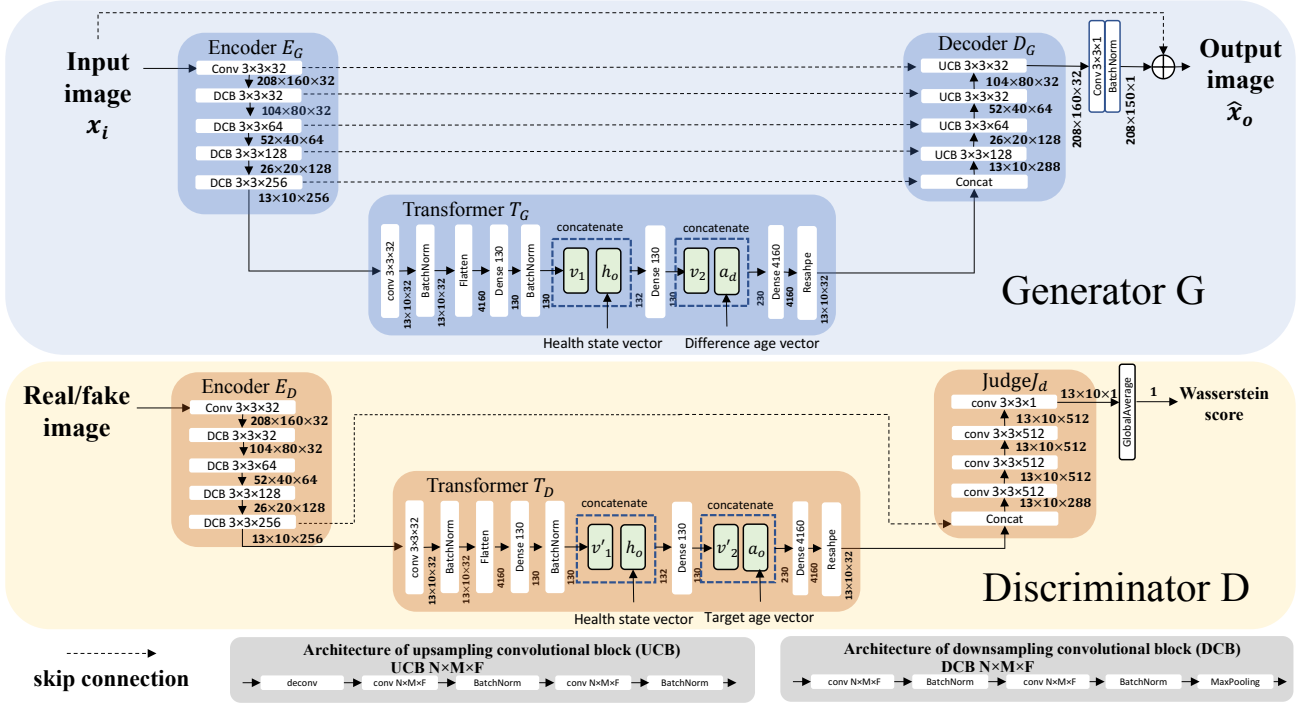 Input
image
x_i
Encoder E_G
Conv 3×3×32
208×160×32
DCB 3×3×32
104×80×32
DCB 3×3×64
52×40×64
DCB 3×3×128
26×20×128
DCB 3×3×256
13×10×256
Transformer T_G
conv 3×3×32
13×10×32
BatchNorm
13×10×32
Flatten
4160
Dense 130
130
BatchNorm
130
concatenate
v_1
h_o
132
Dense 130
130
concatenate
v_2
a_d
230
Dense 4160
4160
Resahpe
13×10×32
Health state vector
Difference age vector
Decoder D_G
UCB 3×3×32
104×80×32
UCB 3×3×32
52×40×64
UCB 3×3×64
26×20×128
UCB 3×3×128
13×10×288
Concat
208×160×32
Conv 3×3×1
BatchNorm
208×150×1
Output
image
x̂_o
Generator G
Real/fake
image
Encoder E_D
Conv 3×3×32
208×160×32
DCB 3×3×32
104×80×32
DCB 3×3×64
52×40×64
DCB 3×3×128
26×20×128
DCB 3×3×256
13×10×256
Transformer T_D
conv 3×3×32
13×10×32
BatchNorm
13×10×32
Flatten
4160
Dense 130
130
BatchNorm
130
concatenate
v'_1
h_o
132
Dense 130
130
concatenate
v'_2
a_o
230
Dense 4160
4160
Resahpe
13×10×32
Health state vector
Target age vector
JudgeJ_d
conv 3×3×1
13×10×512
conv 3×3×512
13×10×512
conv 3×3×512
13×10×512
conv 3×3×512
13×10×288
Concat
13×10×1
GlobalAverage
1
Wasserstein
score
Discriminator D
skip connection
Architecture of upsampling convolutional block (UCB)
UCB N×M×F
deconv
conv N×M×F
BatchNorm
conv N×M×F
BatchNorm
Architecture of downsampling convolutional block (DCB)
DCB N×M×F
conv N×M×F
BatchNorm
conv N×M×F
BatchNorm
MaxPooling